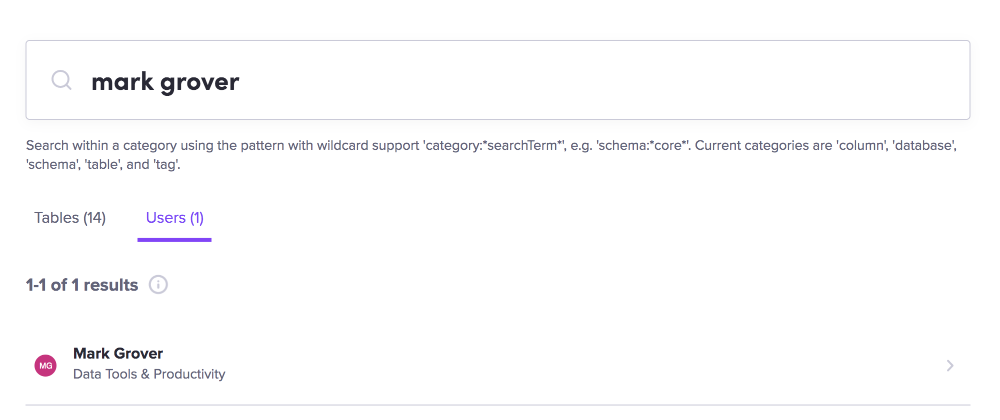 mark grover
Search within a category using the pattern with wildcard support 'category:*searchTerm*', e.g. 'schema:*core*'. Current categories are 'column', 'database',
'schema', 'table', and 'tag'.
Tables (14)
Users (1)
1-1 of 1 results
Mark Grover
MG
Data Tools & Productivity